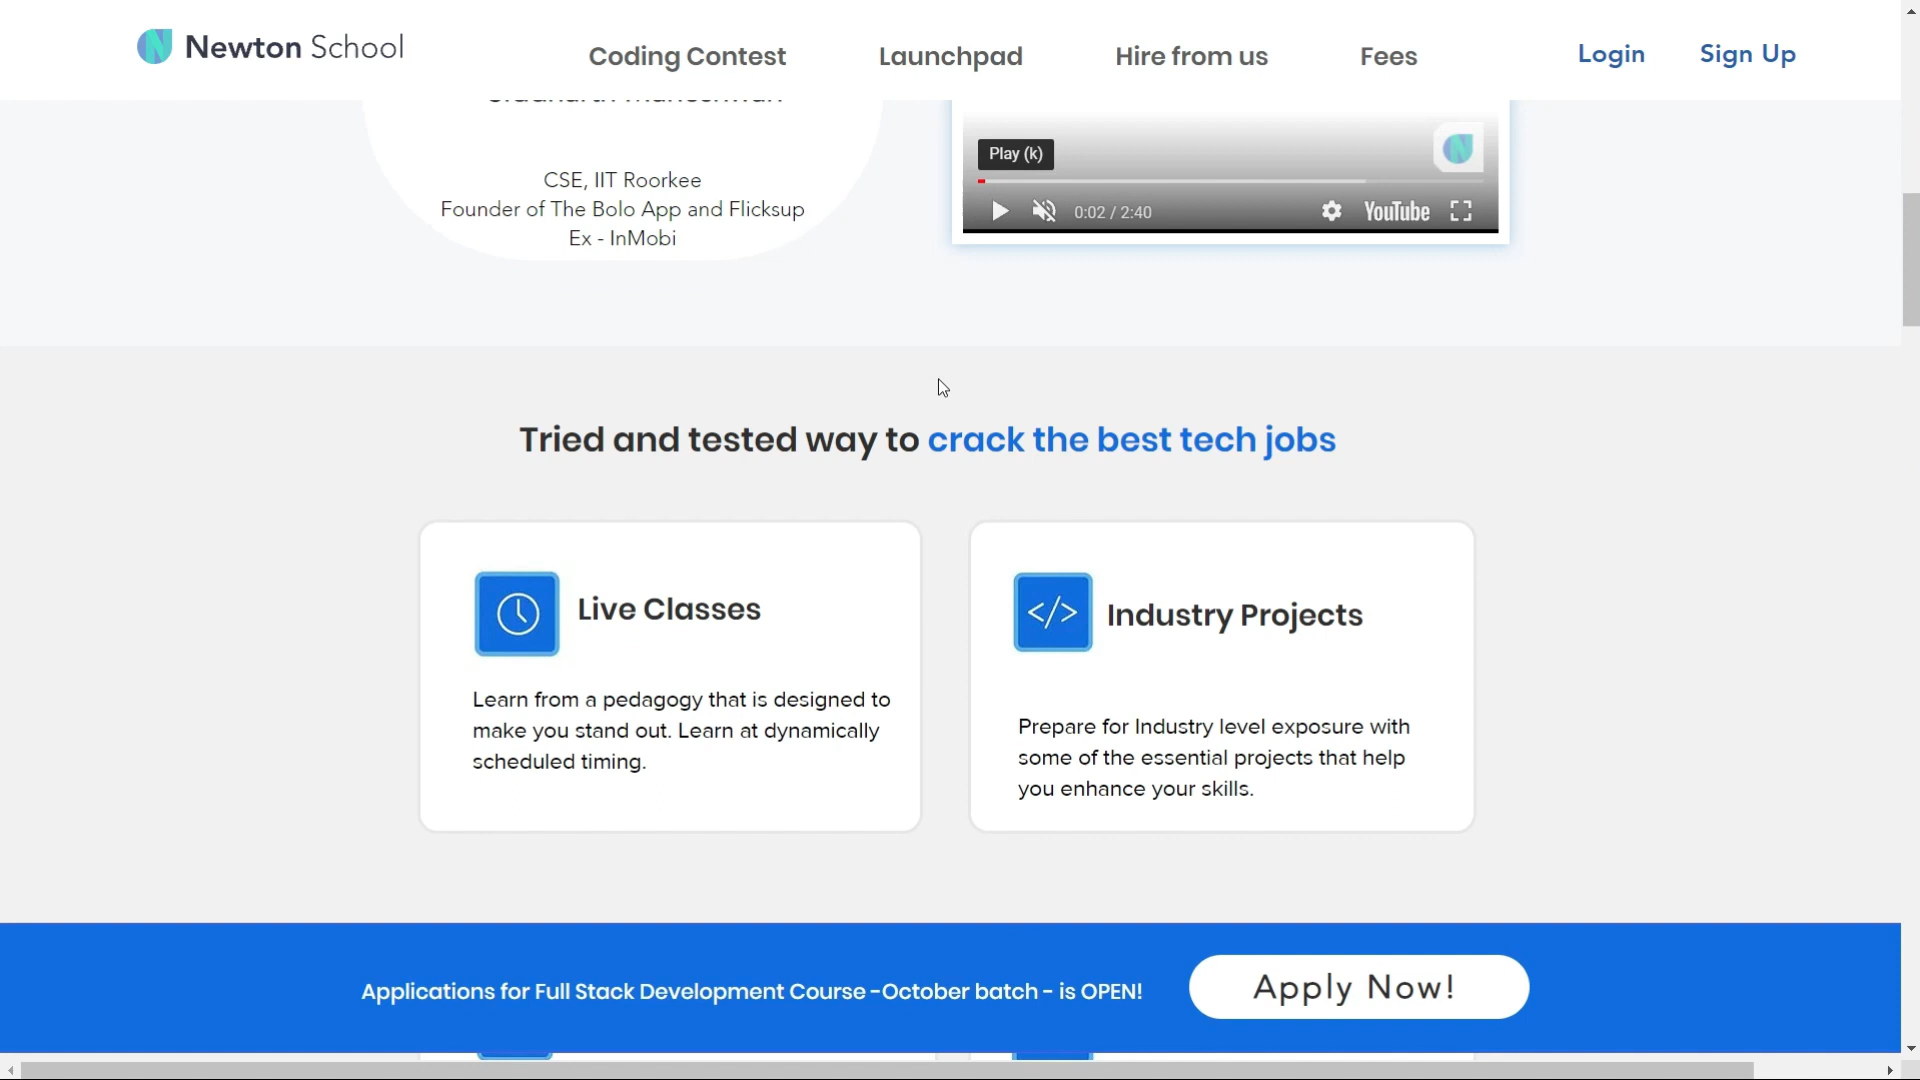 Newton School
Coding Contest
Launchpad
Hire from us
Fees
Login
Sign Up
CSE, IIT Roorkee
Founder of The Bolo App and Flicksup
Ex - InMobi
Play (k)
0:02 / 2:40
YouTube
Tried and tested way to crack the best tech jobs
Live Classes
Learn from a pedagogy that is designed to
make you stand out. Learn at dynamically
scheduled timing.
</> Industry Projects
Prepare for Industry level exposure with
some of the essential projects that help
you enhance your skills.
Applications for Full Stack Development Course -October batch - is OPEN!
Apply Now!